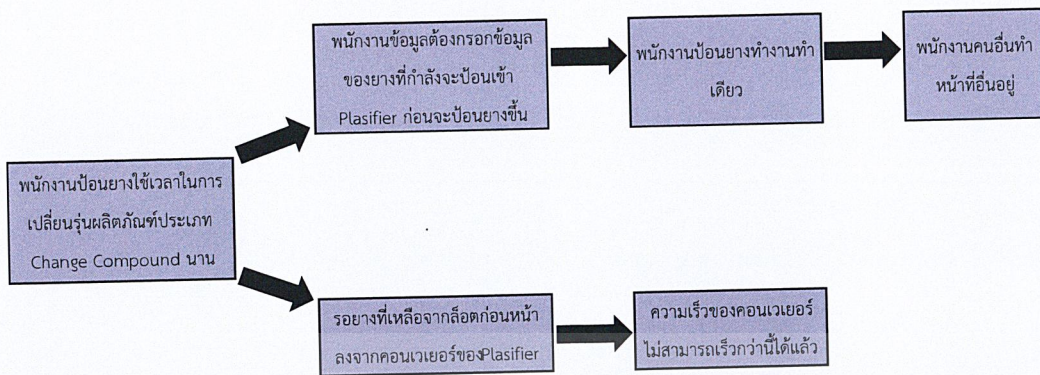 พนักงานข้อมูลต้องกรอกข้อมูล
ของยางที่กำลังจะป้อนเข้า
Plasifier ก่อนจะป้อนยางขึ้น
พนักงานป้อนยางทำงานทำ
เดียว
พนักงานคนอื่นทำ
หน้าที่อื่นอยู่
พนักงานป้อนยางใช้เวลาในการ
เปลี่ยนรุ่นผลิตภัณฑ์ประเภท
Change Compound นาน
รอยางที่เหลือจากล็อตก่อนหน้า
ลงจากคอนเวเยอร์ของPlasifier
ความเร็วของคอนเวเยอร์
ไม่สามารถเร็วกว่านี้ได้แล้ว